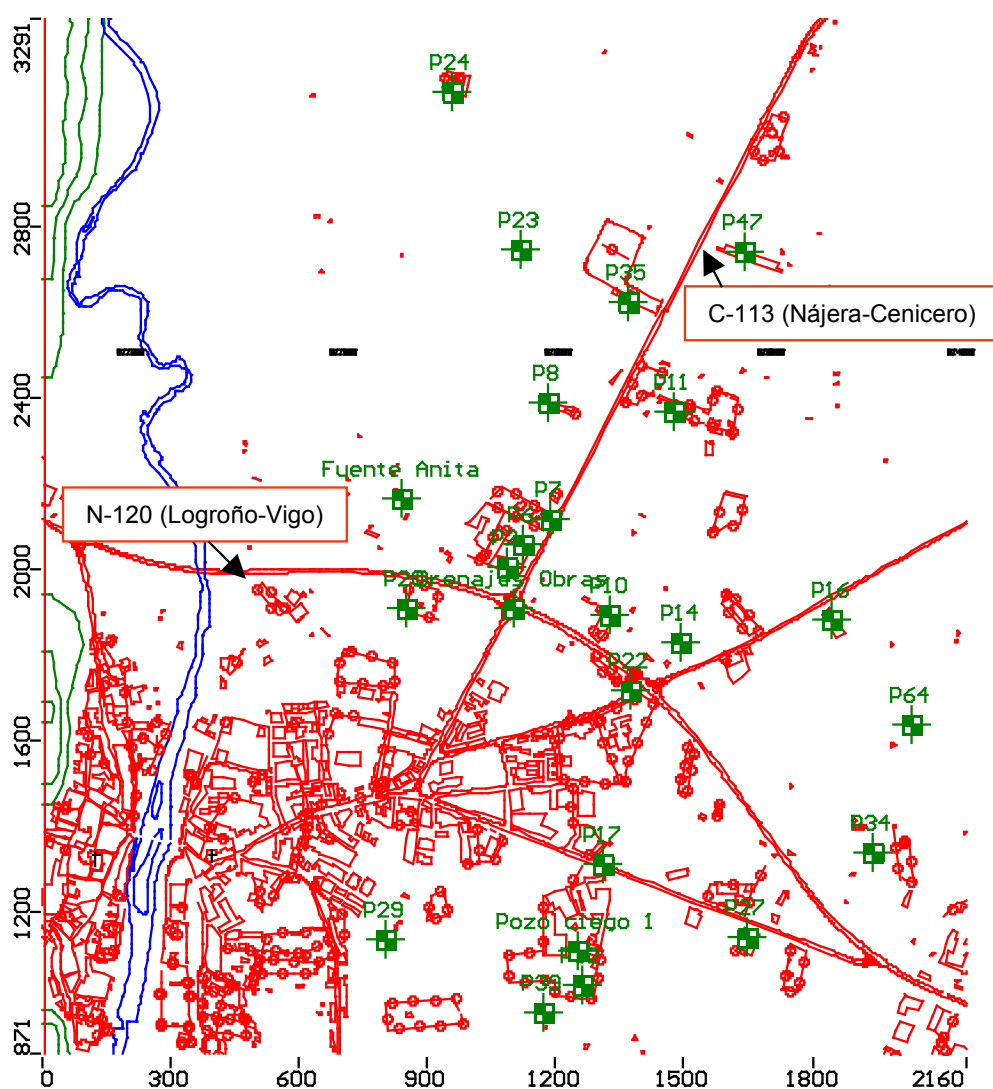 3291
P24
P23
2800
P47
P35
C-113 (Nájera-Cenicero)
P8
P11
2400
Fuente Anita
P7
N-120 (Logroño-Vigo)
2000
Drenajes Obras
P10
P16
P14
P22
P64
1600
P17
P34
1200
P29
Pozo ciego 1
P27
P39
871
0
300
600
900
1200
1500
1800
2160